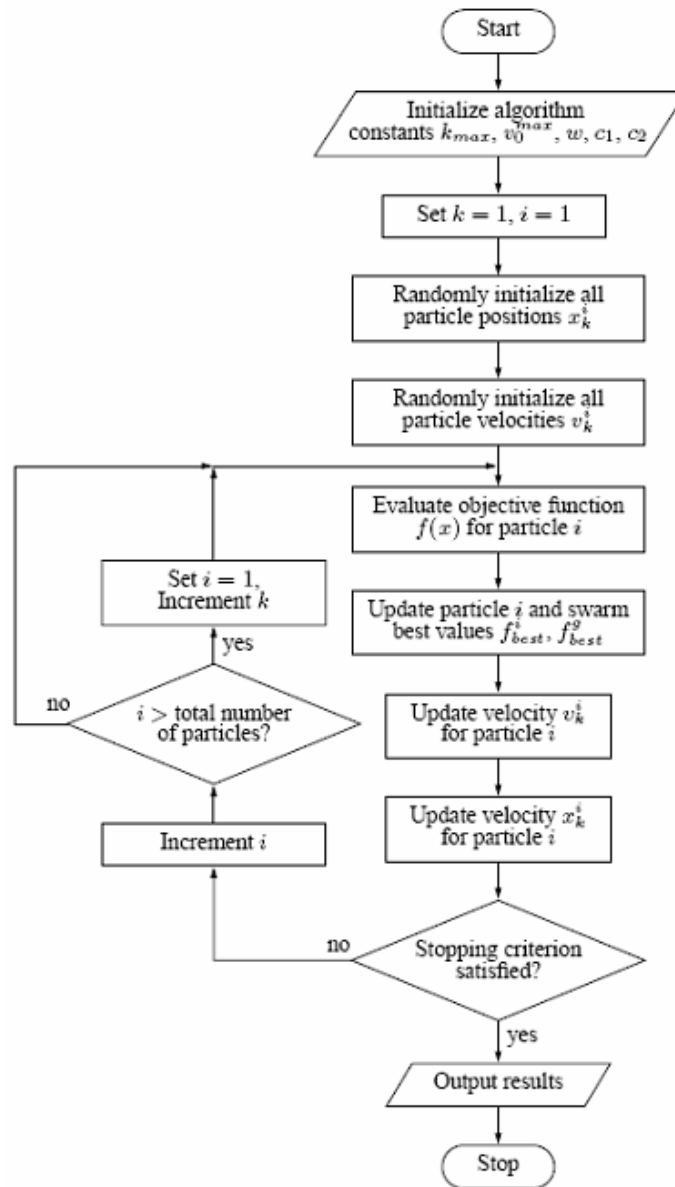 Start
Initialize algorithm
constants k_max, v_0^max, w, c_1, c_2
Set k = 1, i = 1
Randomly initialize all
particle positions x_k^i
Randomly initialize all
particle velocities v_k^i
Evaluate objective function
f(x) for particle i
Update particle i and swarm
best values f_best^i, f_best^g
Update velocity v_k^i
for particle i
Update velocity x_k^i
for particle i
Stopping criterion
satisfied?
no
yes
Increment i
i > total number
of particles?
no
yes
Set i = 1,
Increment k
Output results
Stop